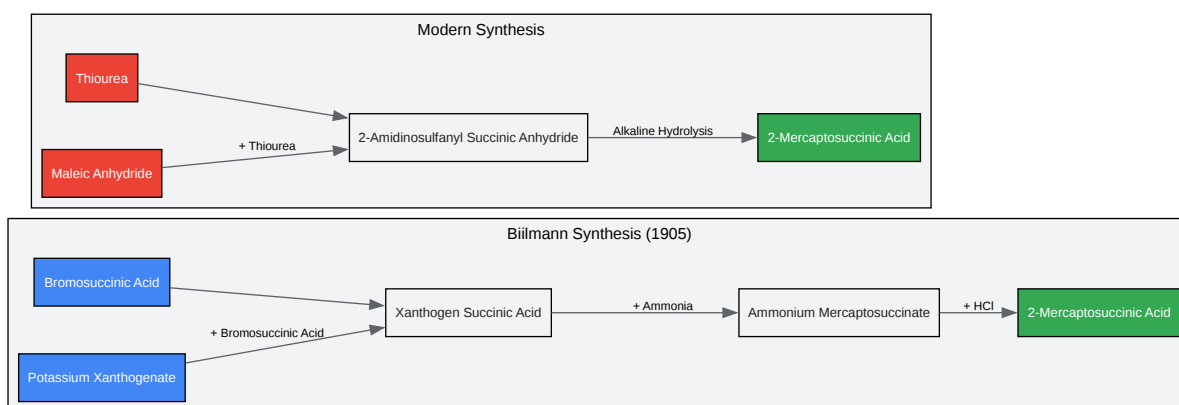 Modern Synthesis
Thiourea
+ Thiourea
Maleic Anhydride
2-Amidinosulfanyl Succinic Anhydride
Alkaline Hydrolysis
2-Mercaptosuccinic Acid
Biilmann Synthesis (1905)
Bromosuccinic Acid
+ Bromosuccinic Acid
Potassium Xanthogenate
Xanthogen Succinic Acid
+ Ammonia
Ammonium Mercaptosuccinate
+ HCl
2-Mercaptosuccinic Acid